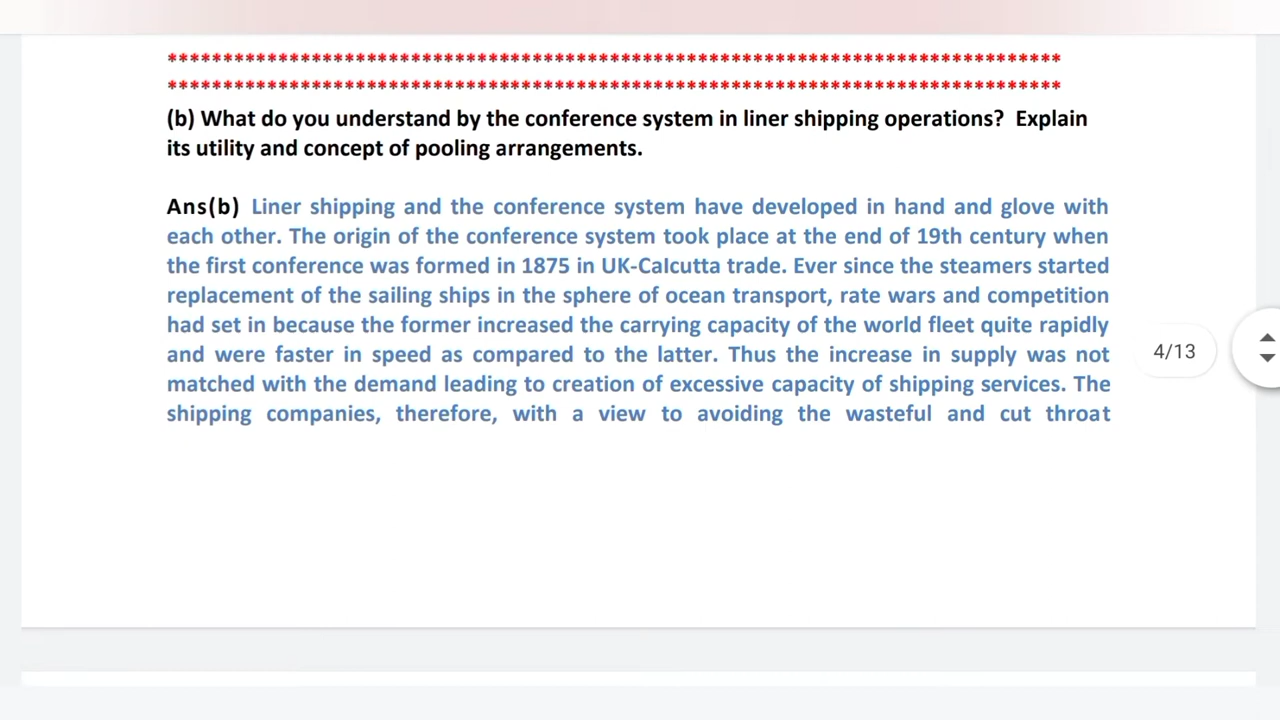 *********************************************************************************
*********************************************************************************
(b) What do you understand by the conference system in liner shipping operations? Explain
its utility and concept of pooling arrangements.
Ans(b) Liner shipping and the conference system have developed in hand and glove with
each other. The origin of the conference system took place at the end of 19th century when
the first conference was formed in 1875 in UK-Calcutta trade. Ever since the steamers started
replacement of the sailing ships in the sphere of ocean transport, rate wars and competition
had set in because the former increased the carrying capacity of the world fleet quite rapidly
and were faster in speed as compared to the latter. Thus the increase in supply was not
matched with the demand leading to creation of excessive capacity of shipping services. The
shipping companies, therefore, with a view to avoiding the wasteful and cut throat
4/13